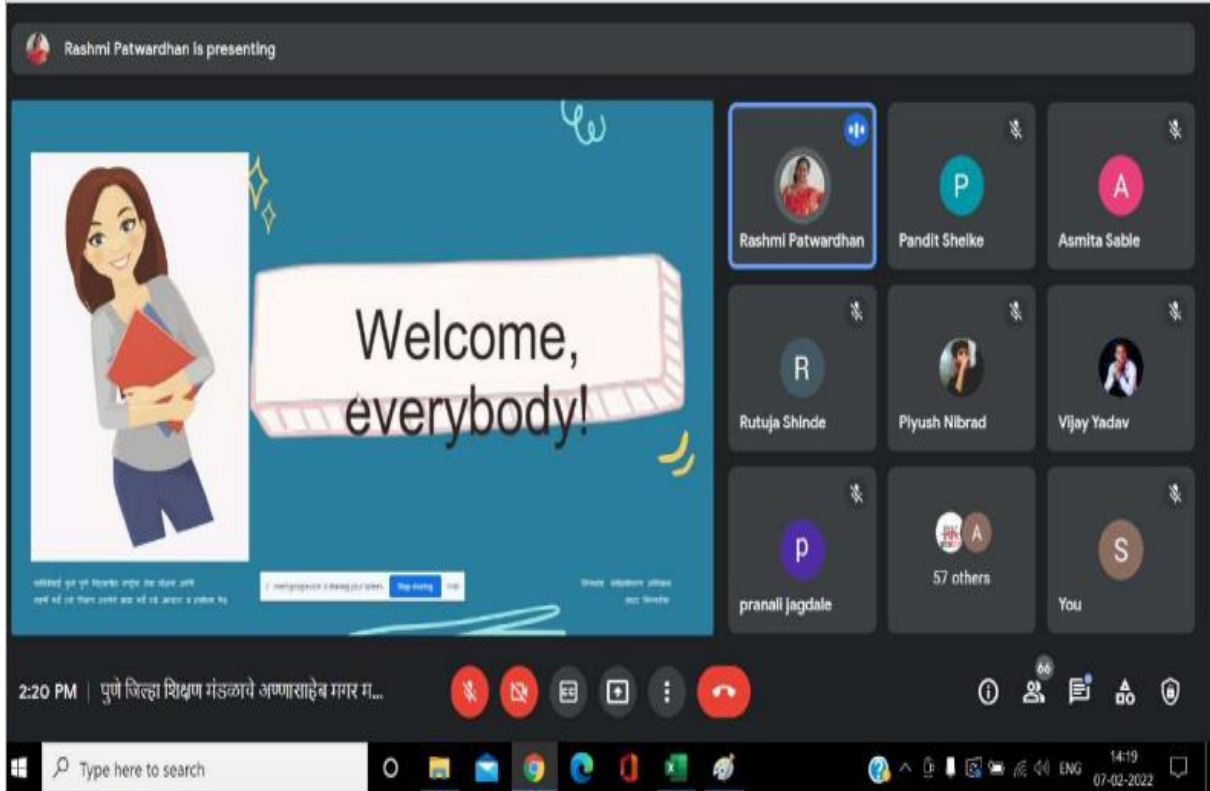 Rashmi Patwardhan is presenting
Welcome,
everybody!
Stop sharing
Rashmi Patwardhan
P
Pandit Shelke
A
Asmita Sable
R
Rutuja Shinde
Piyush Nibrad
Vijay Yadav
p
pranali jagdale
RK
A
57 others
S
You
2:20 PM | पुणे जिल्हा शिक्षण मंडळाचे अण्णासाहेब मगर म...
CC
66
Type here to search
ENG
14:19
07-02-2022